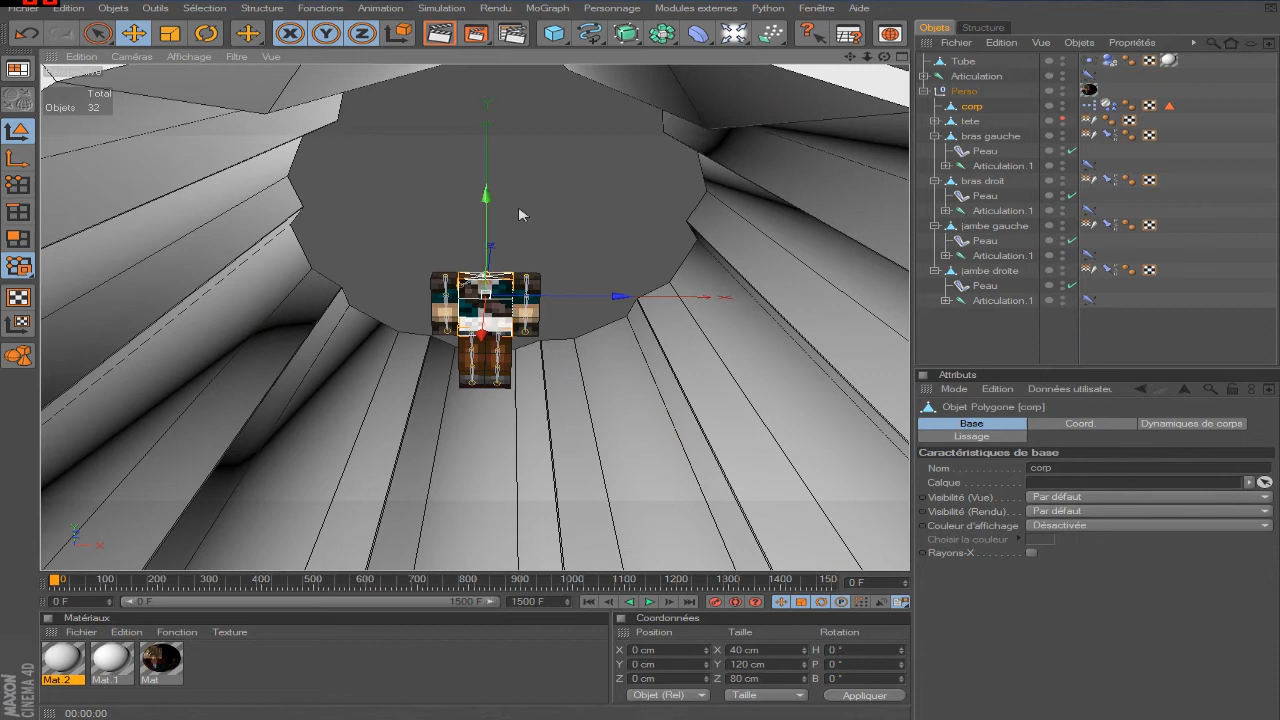 Fichier Edition Objets Outils Sélection Structure Fonctions Animation Simulation Rendu MoGraph Personnage Modules externes Python Script Fenêtre Aide
Edition Caméras Affichage Filtre Vue
Total
Objets 32
Objets Structure
Fichier Edition Vue Objets Propriétés
Tube
Articulation
Perso
corp
tete
bras gauche
Peau
Articulation.1
bras droit
Peau
Articulation.1
jambe gauche
Peau
Articulation.1
jambe droite
Peau
Articulation.1
Attributs
Mode Edition Données utilisateur
Objet Polygone [corp]
Base Coord. Dynamiques de corps
Lissage
Caractéristiques de base
Nom corp
Calque
Visibilité (Vue) Par défaut
Visibilité (Rendu) Par défaut
Couleur d'affichage Désactivée
Choisir la couleur
Rayons-X
Y
X
0 100 200 300 400 500 600 700 800 900 1000 1100 1200 1300 1400 150 0 F
0 F 0 F 1500 F 1500 F
Matériaux
Fichier Edition Fonction Texture
Mat.2 Mat.1 Mat
Coordonnées
Position Taille Rotation
X 0 cm X 40 cm H 0 °
Y 0 cm Y 120 cm P 0 °
Z 0 cm Z 80 cm B 0 °
Objet (Rel) Taille Appliquer
MAXON CINEMA 4D
00:00:00